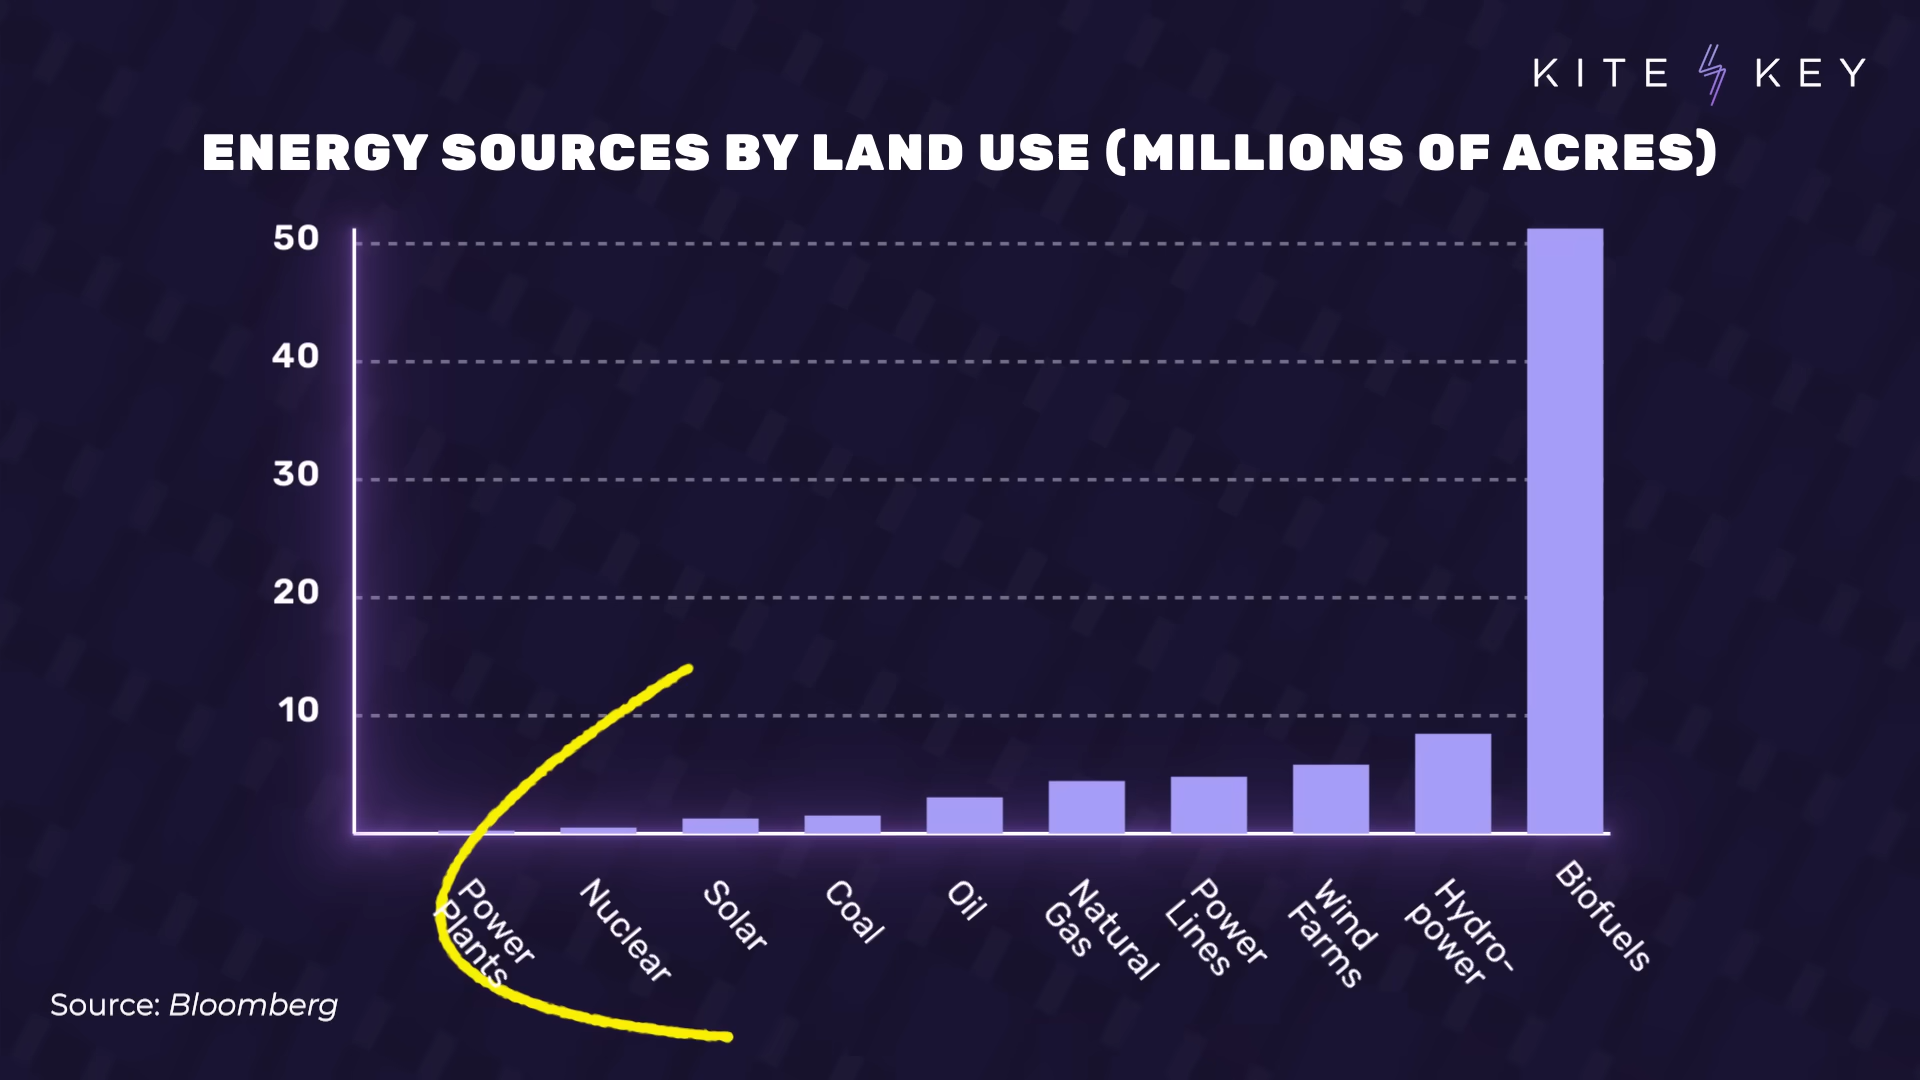 KITE KEY
ENERGY SOURCES BY LAND USE (MILLIONS OF ACRES)
50
40
30
20
10
Power
Plants
Nuclear
Solar
Coal
Oil
Natural
Gas
Power
Lines
Wind
Farms
Hydro-
power
Biofuels
Source: Bloomberg